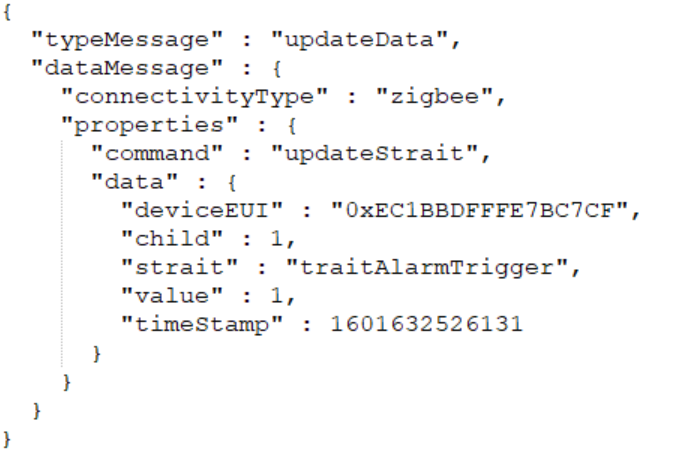 {
"typeMessage" : "updateData",
"dataMessage" : {
"connectivityType" : "zigbee",
"properties" : {
"command" : "updateStrait",
"data" : {
"deviceEUI" : "0xEC1BBDFFFE7BC7CF",
"child" : 1,
"strait" : "traitAlarmTrigger",
"value" : 1,
"timeStamp" : 1601632526131
}
}
}
}